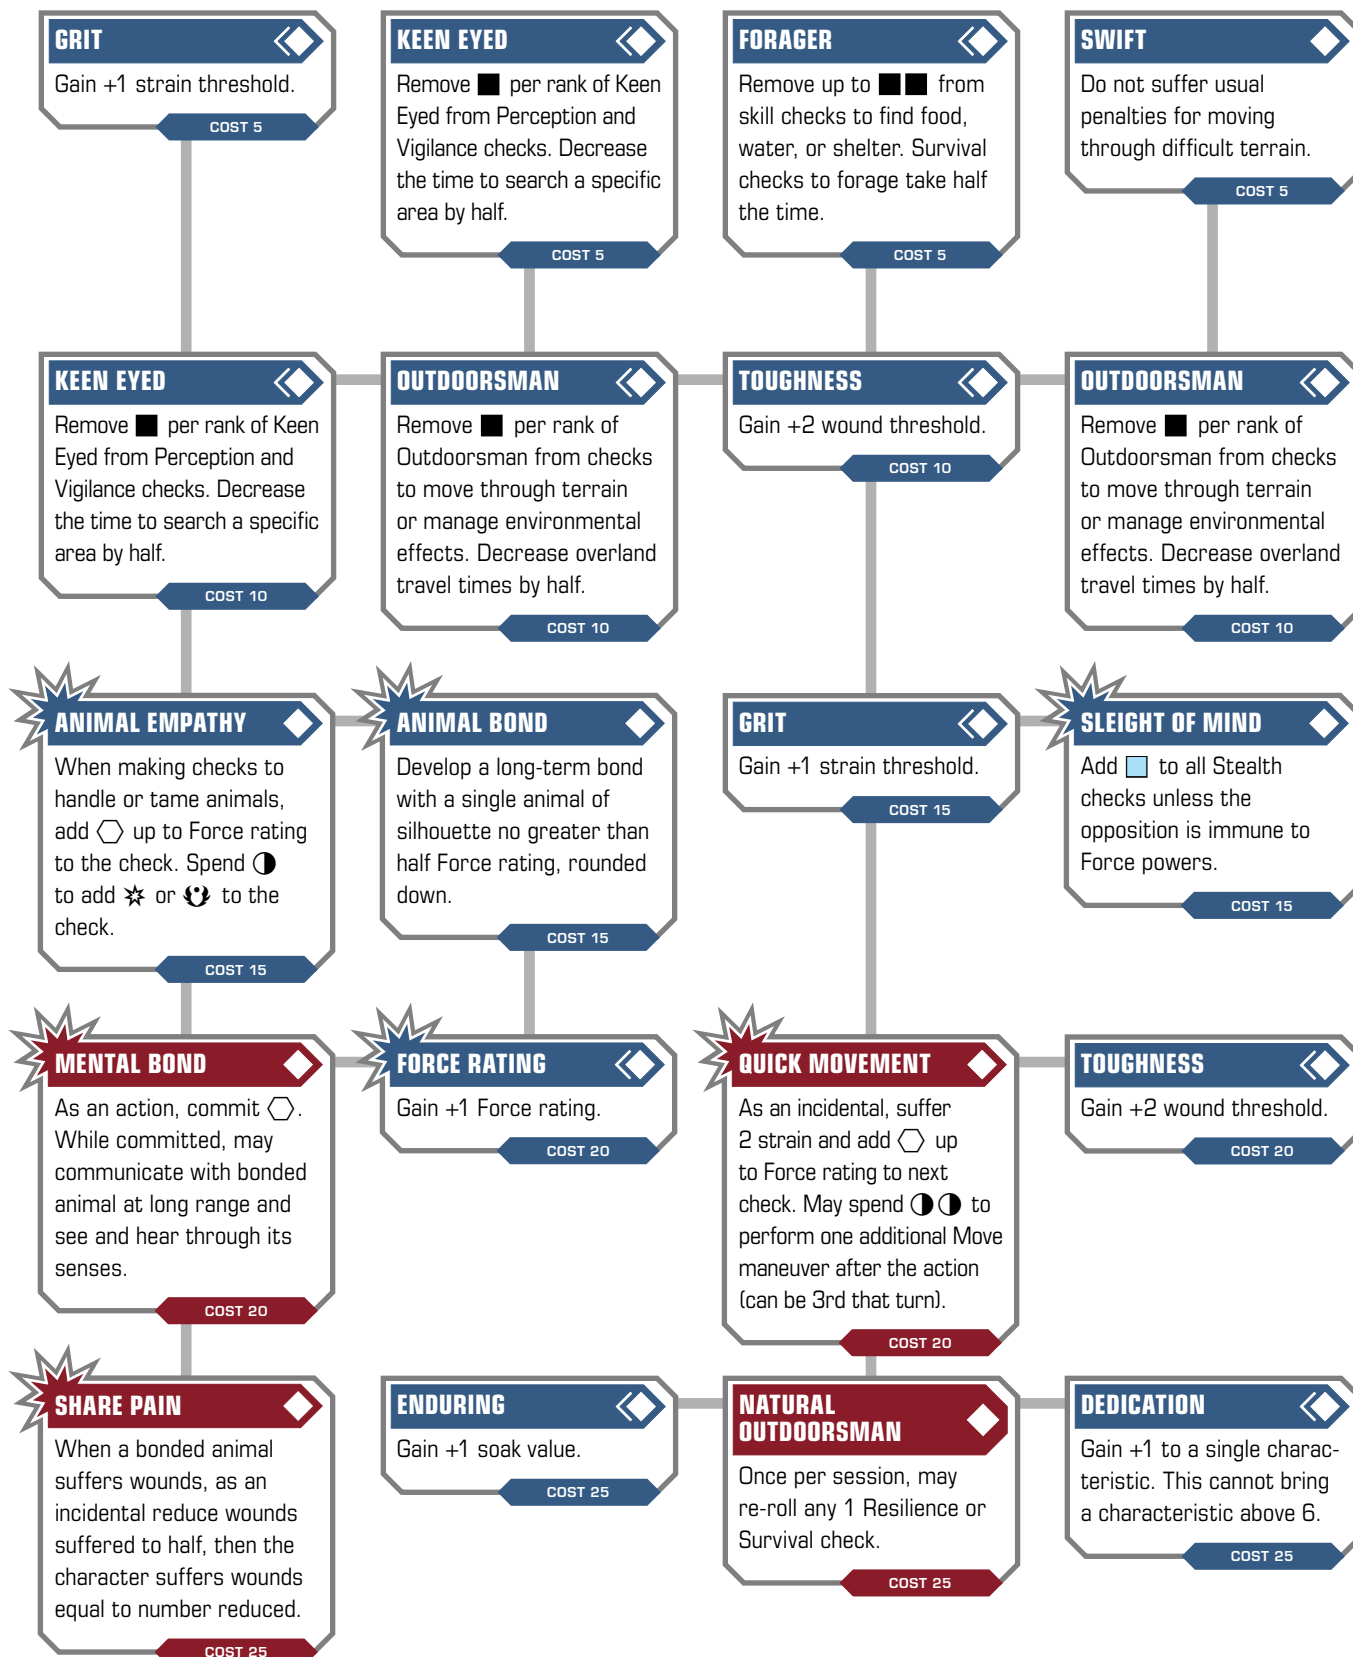 GRIT
Gain +1 strain threshold.
COST 5
KEEN EYED
Remove per rank of Keen
Eyed from Perception and
Vigilance checks. Decrease
the time to search a specific
area by half.
COST 5
FORAGER
Remove up to from
skill checks to find food,
water, or shelter. Survival
checks to forage take half
the time.
COST 5
SWIFT
Do not suffer usual
penalties for moving
through difficult terrain.
COST 5
KEEN EYED
Remove per rank of Keen
Eyed from Perception and
Vigilance checks. Decrease
the time to search a specific
area by half.
COST 10
OUTDOORSMAN
Remove per rank of
Outdoorsman from checks
to move through terrain
or manage environmental
effects. Decrease overland
travel times by half.
COST 10
TOUGHNESS
Gain +2 wound threshold.
COST 10
OUTDOORSMAN
Remove per rank of
Outdoorsman from checks
to move through terrain
or manage environmental
effects. Decrease overland
travel times by half.
COST 10
ANIMAL EMPATHY
When making checks to
handle or tame animals,
add up to Force rating
to the check. Spend
to add or to the
check.
COST 15
ANIMAL BOND
Develop a long-term bond
with a single animal of
silhouette no greater than
half Force rating, rounded
down.
COST 15
GRIT
Gain +1 strain threshold.
COST 15
SLEIGHT OF MIND
Add to all Stealth
checks unless the
opposition is immune to
Force powers.
COST 15
MENTAL BOND
As an action, commit .
While committed, may
communicate with bonded
animal at long range and
see and hear through its
senses.
COST 20
FORCE RATING
Gain +1 Force rating.
COST 20
QUICK MOVEMENT
As an incidental, suffer
2 strain and add up
to Force rating to next
check. May spend to
perform one additional Move
maneuver after the action
(can be 3rd that turn).
COST 20
TOUGHNESS
Gain +2 wound threshold.
COST 20
SHARE PAIN
When a bonded animal
suffers wounds, as an
incidental reduce wounds
suffered to half, then the
character suffers wounds
equal to number reduced.
COST 25
ENDURING
Gain +1 soak value.
COST 25
NATURAL
OUTDOORSMAN
Once per session, may
re-roll any 1 Resilience or
Survival check.
COST 25
DEDICATION
Gain +1 to a single charac-
teristic. This cannot bring
a characteristic above 6.
COST 25